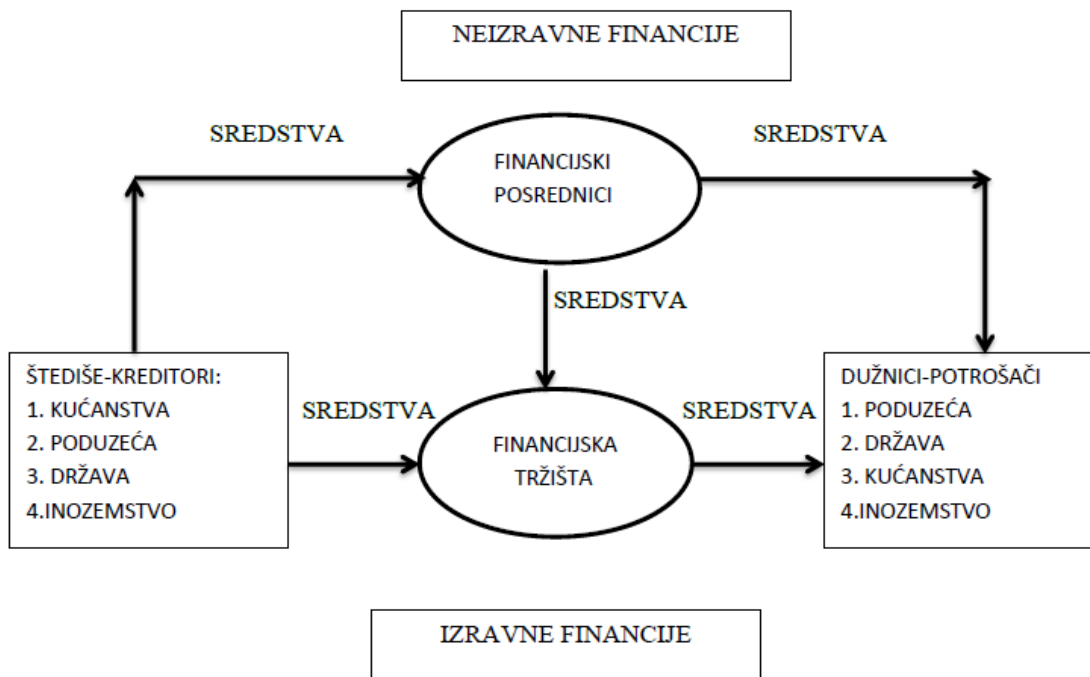 NEIZRAVNE FINANCIJE
SREDSTVA
FINANCIJSKI
POSREDNICI
SREDSTVA
SREDSTVA
ŠTEDIŠE-KREDITORI:
1. KUĆANSTVA
2. PODUZEĆA
3. DRŽAVA
4.INOZEMSTVO
SREDSTVA
FINANCIJSKA
TRŽIŠTA
SREDSTVA
DUŽNICI-POTROŠAČI
1. PODUZEĆA
2. DRŽAVA
3. KUĆANSTVA
4.INOZEMSTVO
IZRAVNE FINANCIJE